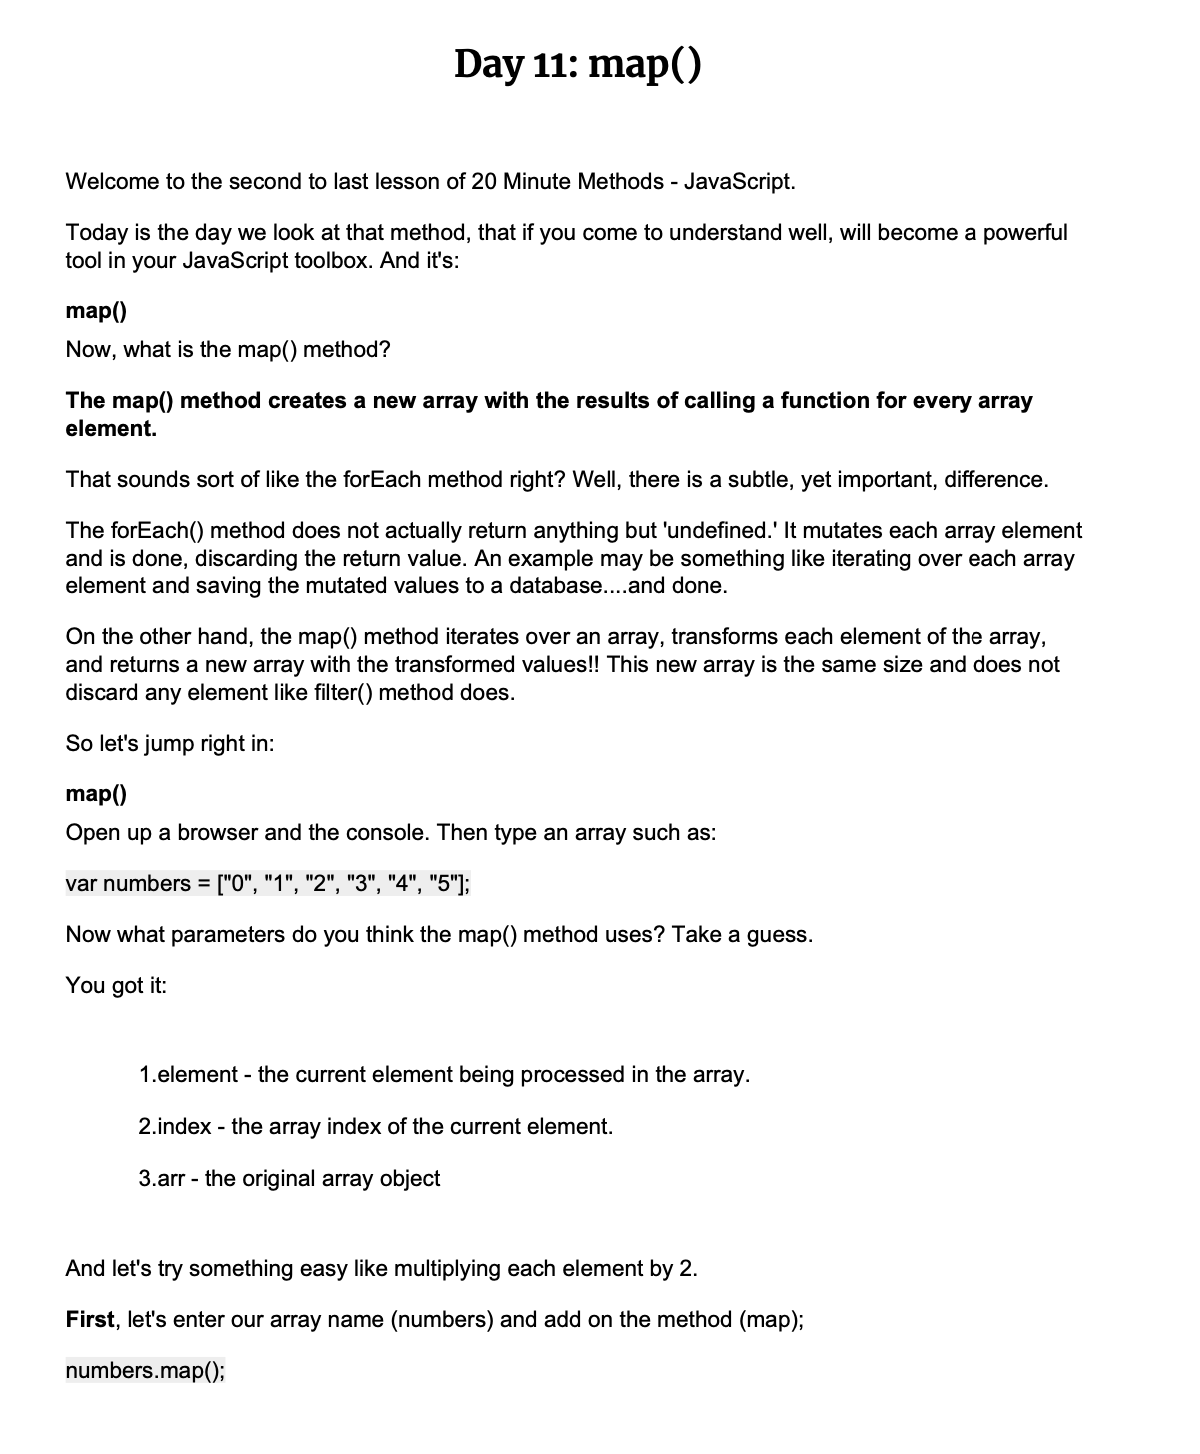 Day 11: map()
Welcome to the second to last lesson of 20 Minute Methods - JavaScript.
Today is the day we look at that method, that if you come to understand well, will become a powerful
tool in your JavaScript toolbox. And it's:
map()
Now, what is the map() method?
The map() method creates a new array with the results of calling a function for every array
element.
That sounds sort of like the forEach method right? Well, there is a subtle, yet important, difference.
The forEach() method does not actually return anything but 'undefined.' It mutates each array element
and is done, discarding the return value. An example may be something like iterating over each array
element and saving the mutated values to a database....and done.
On the other hand, the map() method iterates over an array, transforms each element of the array,
and returns a new array with the transformed values!! This new array is the same size and does not
discard any element like filter() method does.
So let's jump right in:
map()
Open up a browser and the console. Then type an array such as:
var numbers = ["0", "1", "2", "3", "4", "5"];
Now what parameters do you think the map() method uses? Take a guess.
You got it:
1.element - the current element being processed in the array.
2.index - the array index of the current element.
3.arr - the original array object
And let's try something easy like multiplying each element by 2.
First, let's enter our array name (numbers) and add on the method (map);
numbers.map();